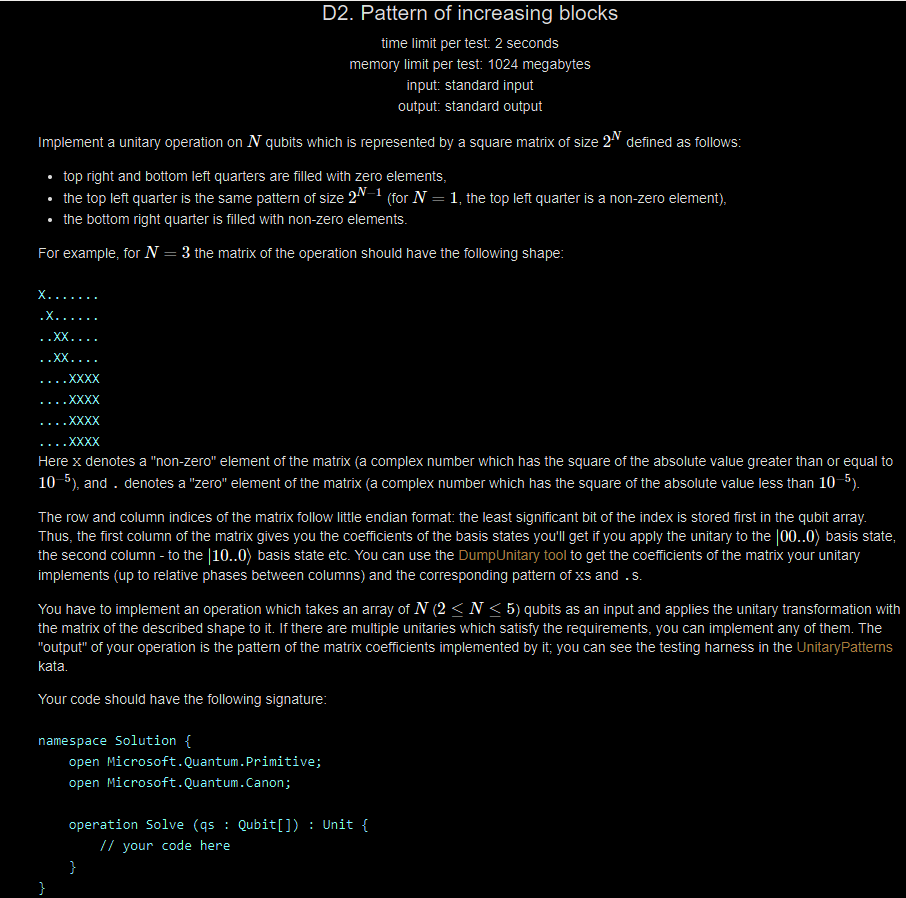 D2. Pattern of increasing blocks
time limit per test: 2 seconds
memory limit per test: 1024 megabytes
input: standard input
output: standard output
Implement a unitary operation on N qubits which is represented by a square matrix of size 2^N defined as follows:
• top right and bottom left quarters are filled with zero elements,
• the top left quarter is the same pattern of size 2^{N−1} (for N = 1, the top left quarter is a non-zero element),
• the bottom right quarter is filled with non-zero elements.
For example, for N = 3 the matrix of the operation should have the following shape:
X.......
.X......
..XX....
..XX....
....XXXX
....XXXX
....XXXX
....XXXX
Here X denotes a "non-zero" element of the matrix (a complex number which has the square of the absolute value greater than or equal to
10^{−5}), and . denotes a "zero" element of the matrix (a complex number which has the square of the absolute value less than 10^{−5}).
The row and column indices of the matrix follow little endian format: the least significant bit of the index is stored first in the qubit array.
Thus, the first column of the matrix gives you the coefficients of the basis states you'll get if you apply the unitary to the |00..0⟩ basis state,
the second column - to the |10..0⟩ basis state etc. You can use the DumpUnitary tool to get the coefficients of the matrix your unitary
implements (up to relative phases between columns) and the corresponding pattern of Xs and .s.
You have to implement an operation which takes an array of N (2 ≤ N ≤ 5) qubits as an input and applies the unitary transformation with
the matrix of the described shape to it. If there are multiple unitaries which satisfy the requirements, you can implement any of them. The
"output" of your operation is the pattern of the matrix coefficients implemented by it; you can see the testing harness in the UnitaryPatterns
kata.
Your code should have the following signature:
namespace Solution {
open Microsoft.Quantum.Primitive;
open Microsoft.Quantum.Canon;
operation Solve (qs : Qubit[]) : Unit {
// your code here
}
}